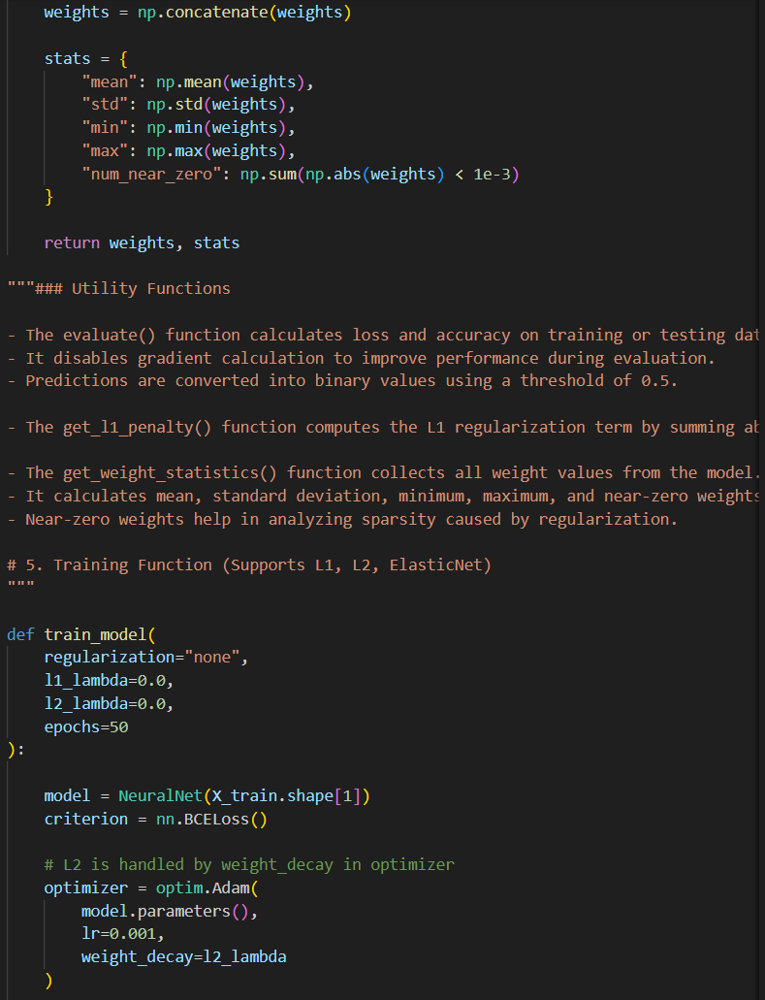 weights = np.concatenate(weights)
stats = {
"mean": np.mean(weights),
"std": np.std(weights),
"min": np.min(weights),
"max": np.max(weights),
"num_near_zero": np.sum(np.abs(weights) < 1e-3)
}
return weights, stats
"""### Utility Functions
- The evaluate() function calculates loss and accuracy on training or testing dat
- It disables gradient calculation to improve performance during evaluation.
- Predictions are converted into binary values using a threshold of 0.5.
- The get_l1_penalty() function computes the L1 regularization term by summing ab
- The get_weight_statistics() function collects all weight values from the model.
- It calculates mean, standard deviation, minimum, maximum, and near-zero weights
- Near-zero weights help in analyzing sparsity caused by regularization.
# 5. Training Function (Supports L1, L2, ElasticNet)
"""
def train_model(
regularization="none",
l1_lambda=0.0,
l2_lambda=0.0,
epochs=50
):
model = NeuralNet(X_train.shape[1])
criterion = nn.BCELoss()
# L2 is handled by weight_decay in optimizer
optimizer = optim.Adam(
model.parameters(),
lr=0.001,
weight_decay=l2_lambda
)